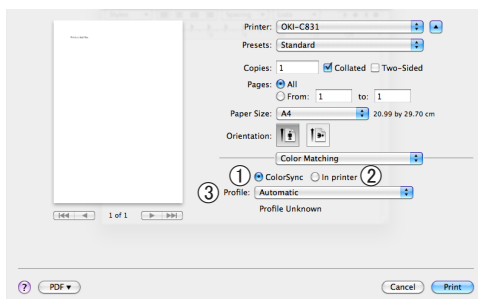 Printer: OKI-C831
Presets: Standard
Copies: 1 Collated Two-Sided
Pages: All
From: 1 to: 1
Paper Size: A4 20.99 by 29.70 cm
Orientation:
Color Matching
① ColorSync In printer ②
③ Profile: Automatic
Profile Unknown
1 of 1
? PDF Cancel Print